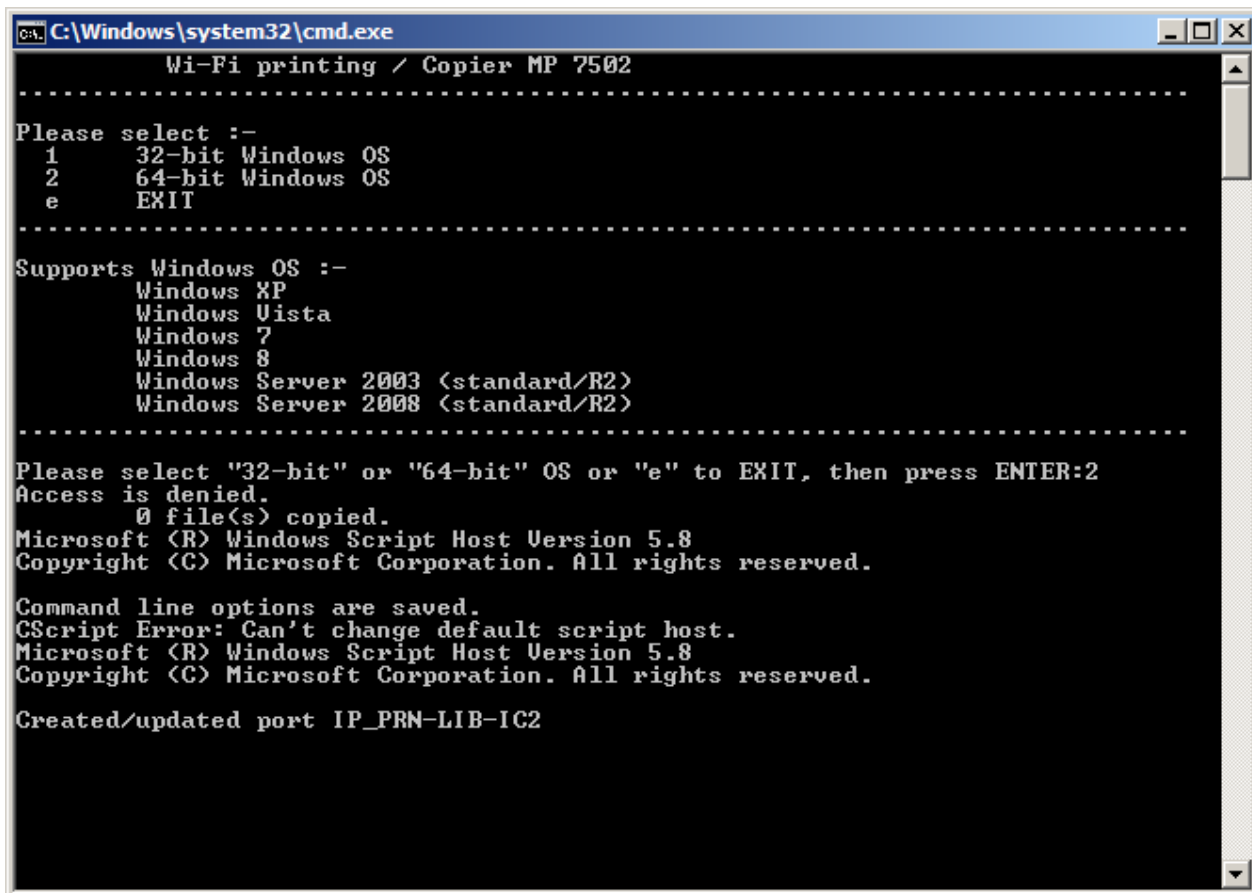 C:\Windows\system32\cmd.exe
Wi-Fi printing / Copier MP 7502
..............................................................................
Please select :-
1 32-bit Windows OS
2 64-bit Windows OS
e EXIT
..............................................................................
Supports Windows OS :-
Windows XP
Windows Vista
Windows 7
Windows 8
Windows Server 2003 (standard/R2)
Windows Server 2008 (standard/R2)
..............................................................................
Please select "32-bit" or "64-bit" OS or "e" to EXIT, then press ENTER:2
Access is denied.
0 file(s) copied.
Microsoft (R) Windows Script Host Version 5.8
Copyright (C) Microsoft Corporation. All rights reserved.
Command line options are saved.
CScript Error: Can't change default script host.
Microsoft (R) Windows Script Host Version 5.8
Copyright (C) Microsoft Corporation. All rights reserved.
Created/updated port IP_PRN-LIB-IC2